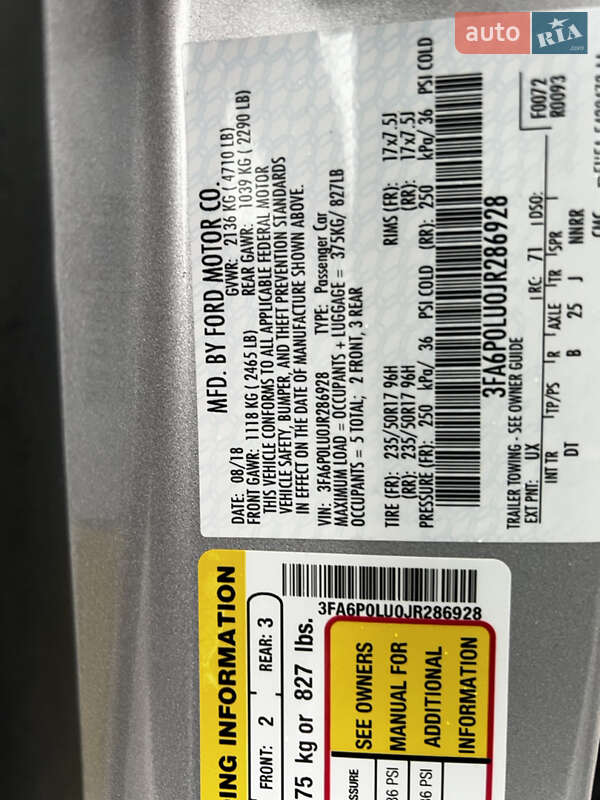 auto RIA .com
MFD. BY FORD MOTOR CO.
DATE: 08/18 GVWR: 2136 KG ( 4710 LB)
FRONT GAWR: 1118 KG ( 2465 LB) REAR GAWR: 1039 KG ( 2290 LB)
THIS VEHICLE CONFORMS TO ALL APPLICABLE FEDERAL MOTOR
VEHICLE SAFETY, BUMPER, AND THEFT PREVENTION STANDARDS
IN EFFECT ON THE DATE OF MANUFACTURE SHOWN ABOVE.
VIN: 3FA6P0LU0JR286928 TYPE: Passenger Car
MAXIMUM LOAD = OCCUPANTS + LUGGAGE = 375KG/ 827LB
OCCUPANTS = 5 TOTAL; 2 FRONT, 3 REAR
TIRE (FR): 235/50R17 96H RIMS (FR): 17x7.5J
(RR): 235/50R17 96H (RR): 17x7.5J
PRESSURE (FR): 250 kPa/ 36 PSI COLD (RR): 250 kPa/ 36 PSI COLD
3FA6P0LU0JR286928
TRAILER TOWING - SEE OWNER GUIDE
F0072
R0093
EXT PNT: UX RC: 71 DSO:
INT TR TP/PS R AXLE TR SPR
DT B 25 J NNRR
3FA6P0LU0JR286928
ING INFORMATION
FRONT: 2 REAR: 3
75 kg or 827 lbs.
SEE OWNERS
MANUAL FOR
ADDITIONAL
INFORMATION
PSI
PSI